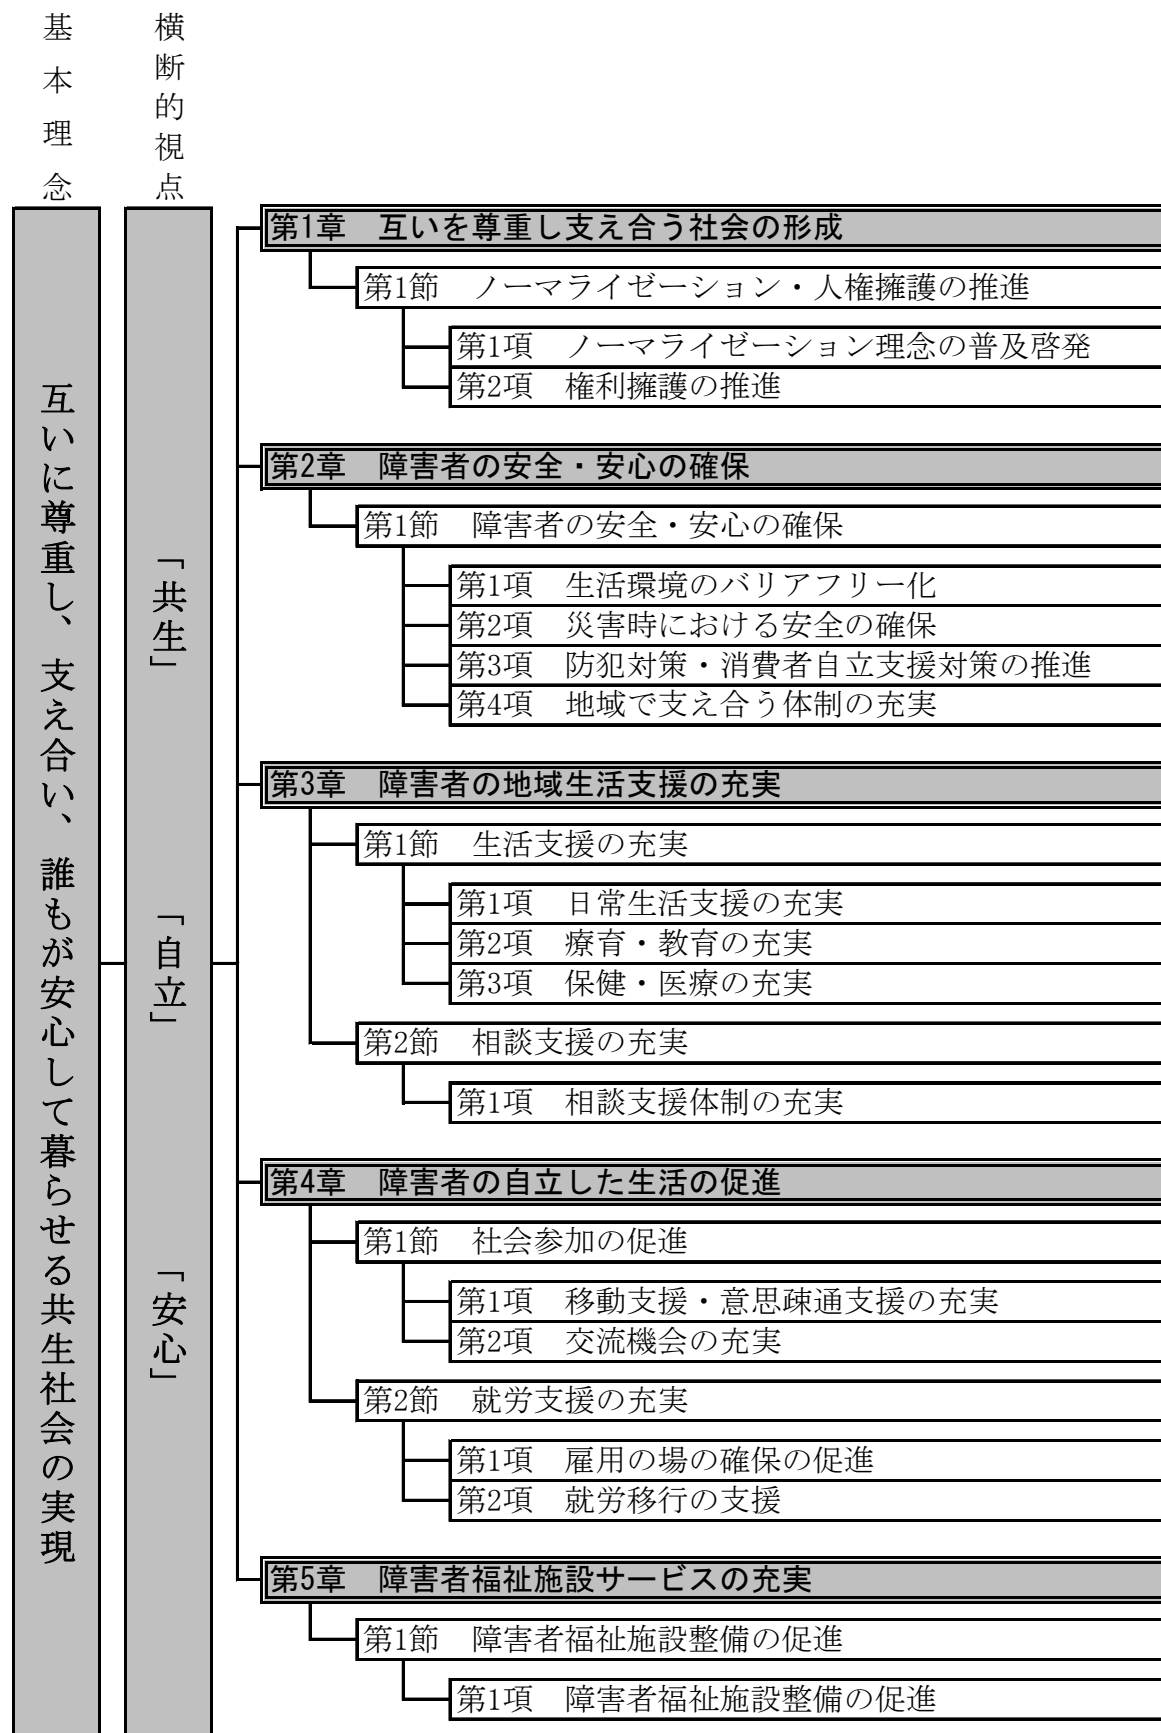 基本理念
横断的視点
互いに尊重し、支え合い、誰もが安心して暮らせる共生社会の実現
「共生」
「自立」
「安心」
第1章　互いを尊重し支え合う社会の形成
第1節　ノーマライゼーション・人権擁護の推進
第1項　ノーマライゼーション理念の普及啓発
第2項　権利擁護の推進
第2章　障害者の安全・安心の確保
第1節　障害者の安全・安心の確保
第1項　生活環境のバリアフリー化
第2項　災害時における安全の確保
第3項　防犯対策・消費者自立支援対策の推進
第4項　地域で支え合う体制の充実
第3章　障害者の地域生活支援の充実
第1節　生活支援の充実
第1項　日常生活支援の充実
第2項　療育・教育の充実
第3項　保健・医療の充実
第2節　相談支援の充実
第1項　相談支援体制の充実
第4章　障害者の自立した生活の促進
第1節　社会参加の促進
第1項　移動支援・意思疎通支援の充実
第2項　交流機会の充実
第2節　就労支援の充実
第1項　雇用の場の確保の促進
第2項　就労移行の支援
第5章　障害者福祉施設サービスの充実
第1節　障害者福祉施設整備の促進
第1項　障害者福祉施設整備の促進